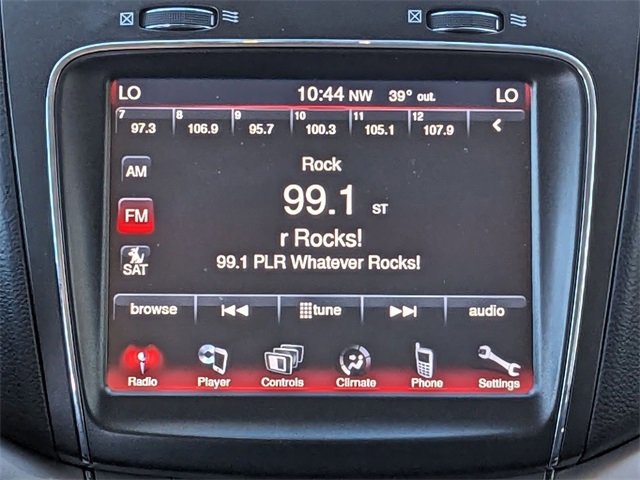 LO 10:44 NW 39° out. LO
7 8 9 10 11 12
97.3 106.9 95.7 100.3 105.1 107.9
Rock
AM
99.1 ST
FM
r Rocks!
SAT
99.1 PLR Whatever Rocks!
browse tune audio
Radio Player Controls Climate Phone Settings